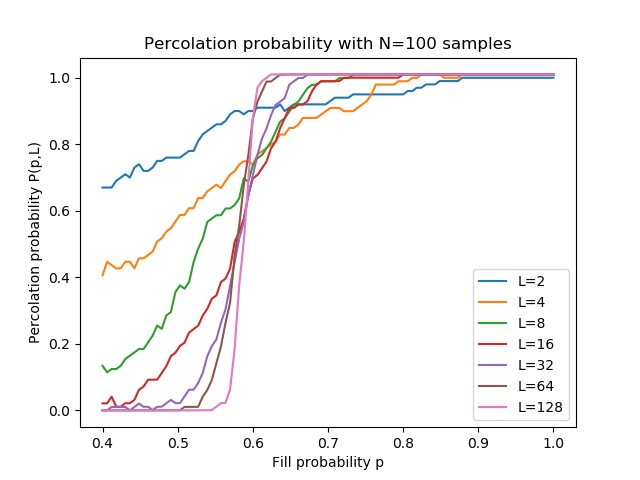 Percolation probability with N=100 samples
Percolation probability P(p,L)
1.0
0.8
0.6
0.4
0.2
0.0
0.4 0.5 0.6 0.7 0.8 0.9 1.0
Fill probability p
L=2
L=4
L=8
L=16
L=32
L=64
L=128